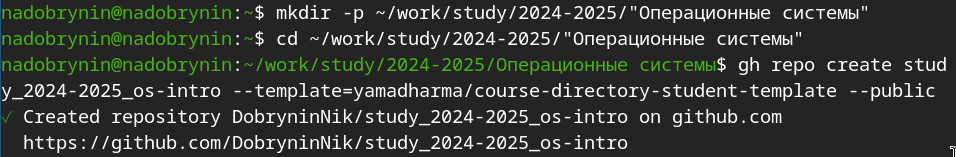 nadobrynin@nadobrynin:~$ mkdir -p ~/work/study/2024-2025/"Операционные системы"
nadobrynin@nadobrynin:~$ cd ~/work/study/2024-2025/"Операционные системы"
nadobrynin@nadobrynin:~/work/study/2024-2025/Операционные системы$ gh repo create stud
y_2024-2025_os-intro --template=yamadharma/course-directory-student-template --public
✓ Created repository DobryninNik/study_2024-2025_os-intro on github.com
  https://github.com/DobryninNik/study_2024-2025_os-intro